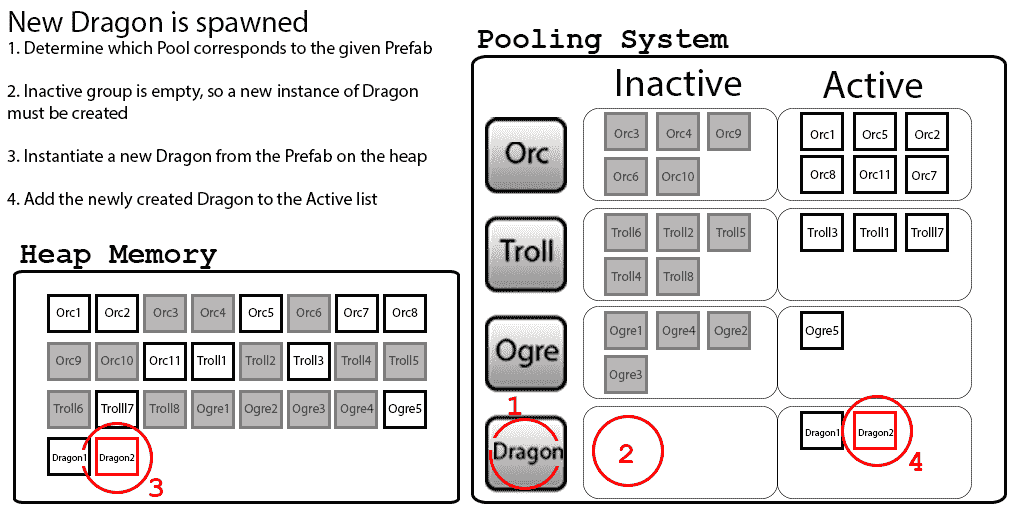 New Dragon is spawned
1. Determine which Pool corresponds to the given Prefab
2. Inactive group is empty, so a new instance of Dragon
must be created
3. Instantiate a new Dragon from the Prefab on the heap
4. Add the newly created Dragon to the Active list
Heap Memory
Orc1 Orc2 Orc3 Orc4 Orc5 Orc6 Orc7 Orc8
Orc9 Orc10 Orc11 Troll1 Troll2 Troll3 Troll4 Troll5
Troll6 Trolll7 Troll8 Ogre1 Ogre2 Ogre3 Ogre4 Ogre5
Dragon1 Dragon2
3
Pooling System
Inactive Active
Orc
Orc3 Orc4 Orc9 Orc1 Orc5 Orc2
Orc6 Orc10 Orc8 Orc11 Orc7
Troll
Troll6 Troll2 Troll5 Troll3 Troll1 Trolll7
Troll4 Troll8
Ogre
Ogre1 Ogre4 Ogre2 Ogre5
Ogre3
1
Dragon
2
Dragon1 Dragon2
4